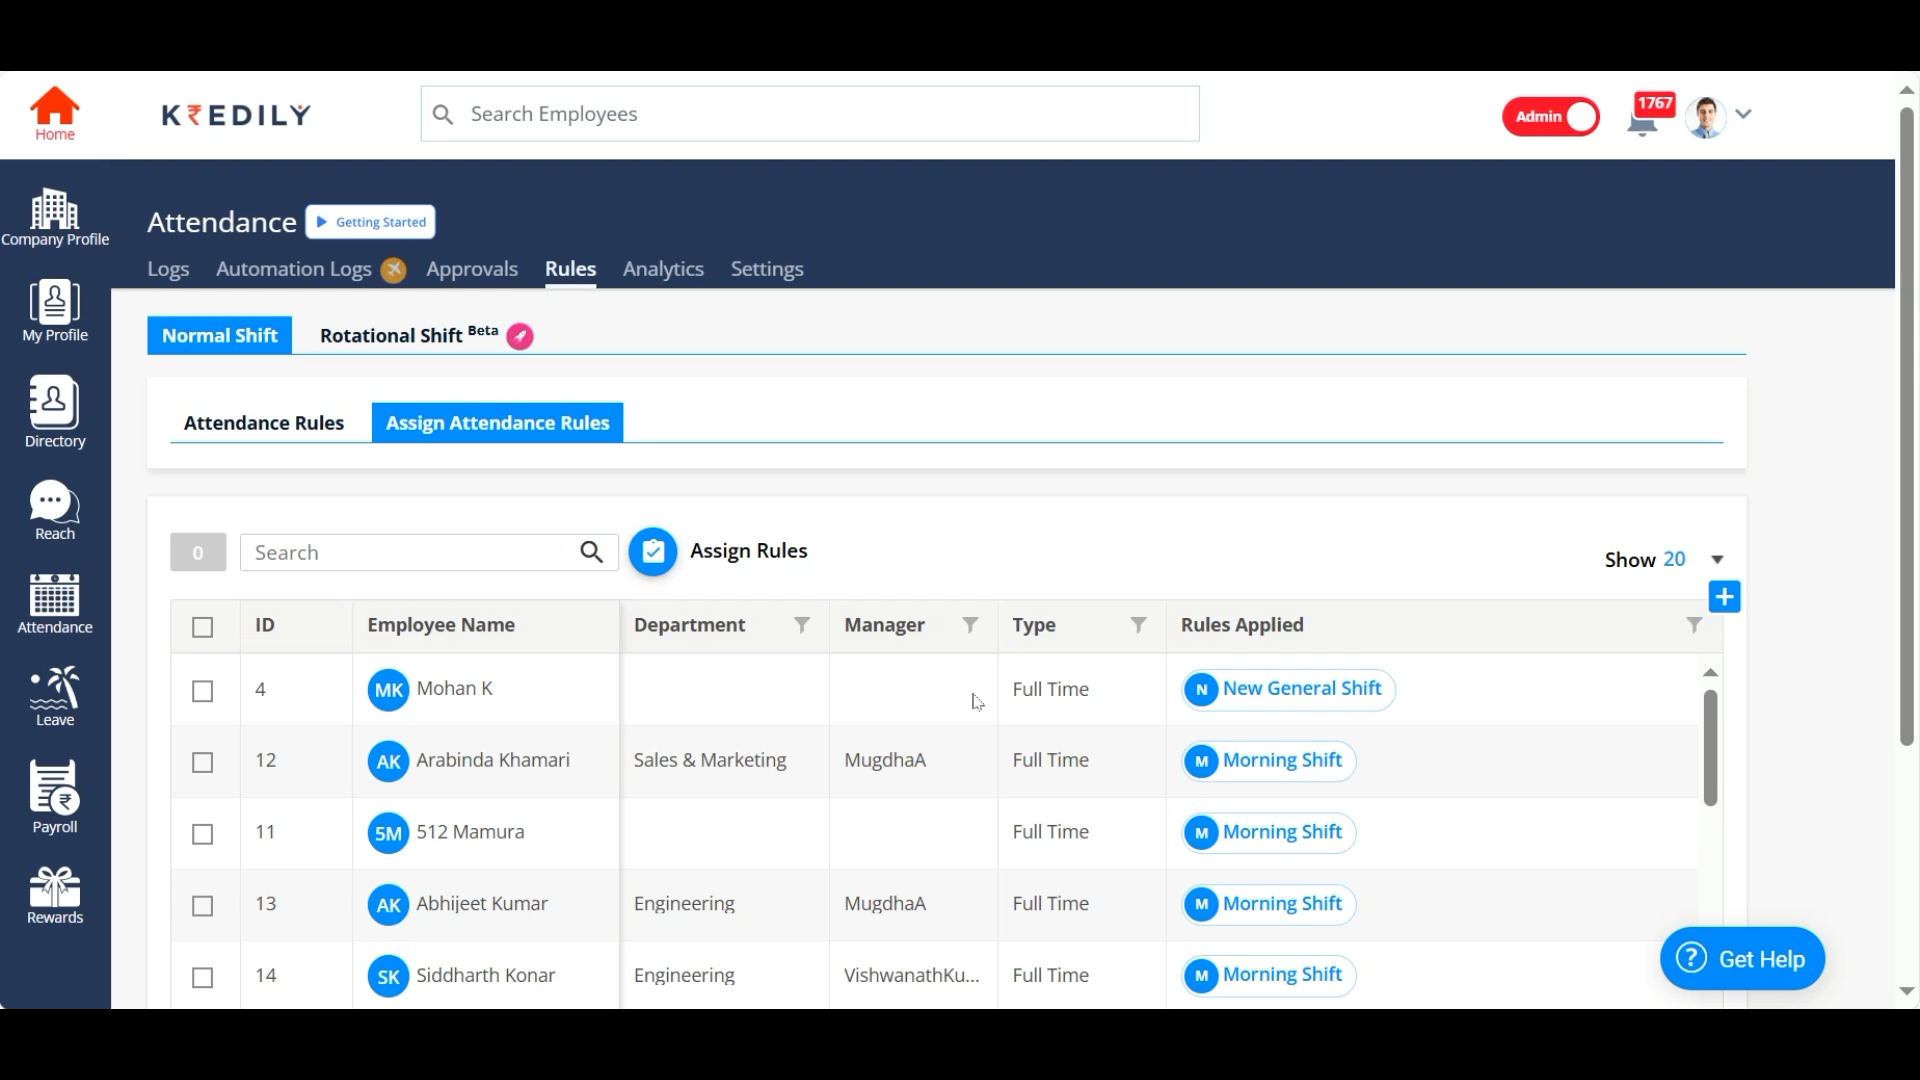 Home
KREDILY
Search Employees
Admin
1767
Company Profile
Attendance
Getting Started
Logs
Automation Logs
Approvals
Rules
Analytics
Settings
My Profile
Normal Shift
Rotational Shift Beta
Directory
Attendance Rules
Assign Attendance Rules
Reach
0
Search
Assign Rules
Show 20
Attendance
ID
Employee Name
Department
Manager
Type
Rules Applied
Leave
4
MK Mohan K
Full Time
N New General Shift
12
AK Arabinda Khamari
Sales & Marketing
MugdhaA
Full Time
M Morning Shift
Payroll
11
5M 512 Mamura
Full Time
M Morning Shift
Rewards
13
AK Abhijeet Kumar
Engineering
MugdhaA
Full Time
M Morning Shift
14
SK Siddharth Konar
Engineering
VishwanathKu...
Full Time
M Morning Shift
? Get Help